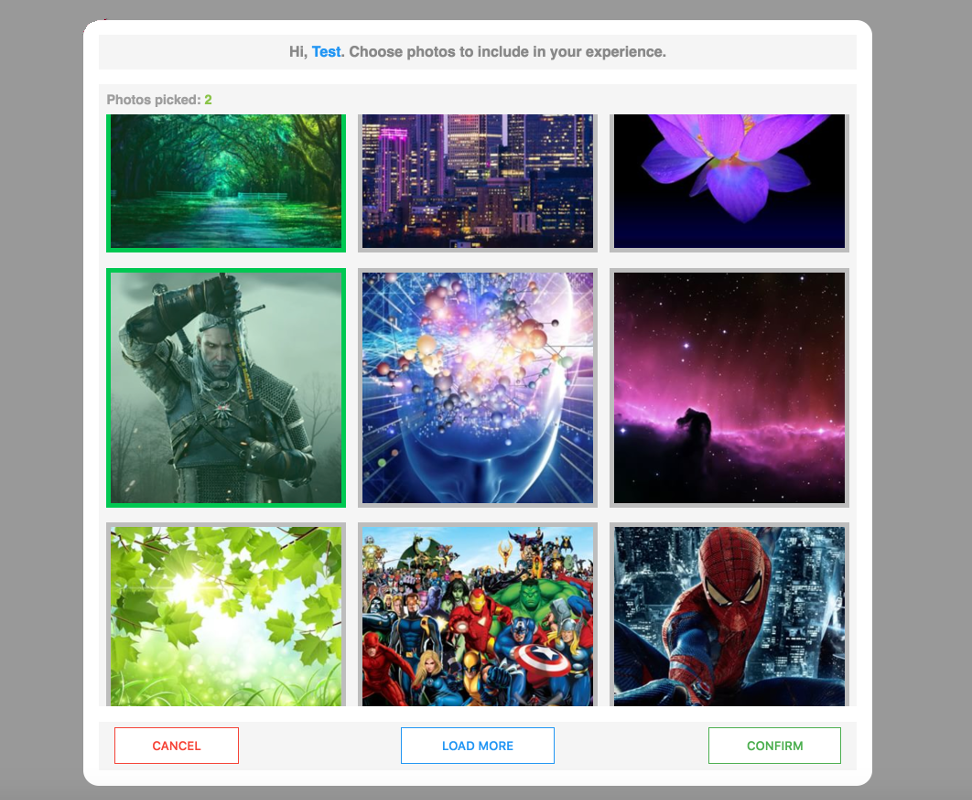 Hi, Test. Choose photos to include in your experience.
Photos picked: 2
CANCEL
LOAD MORE
CONFIRM